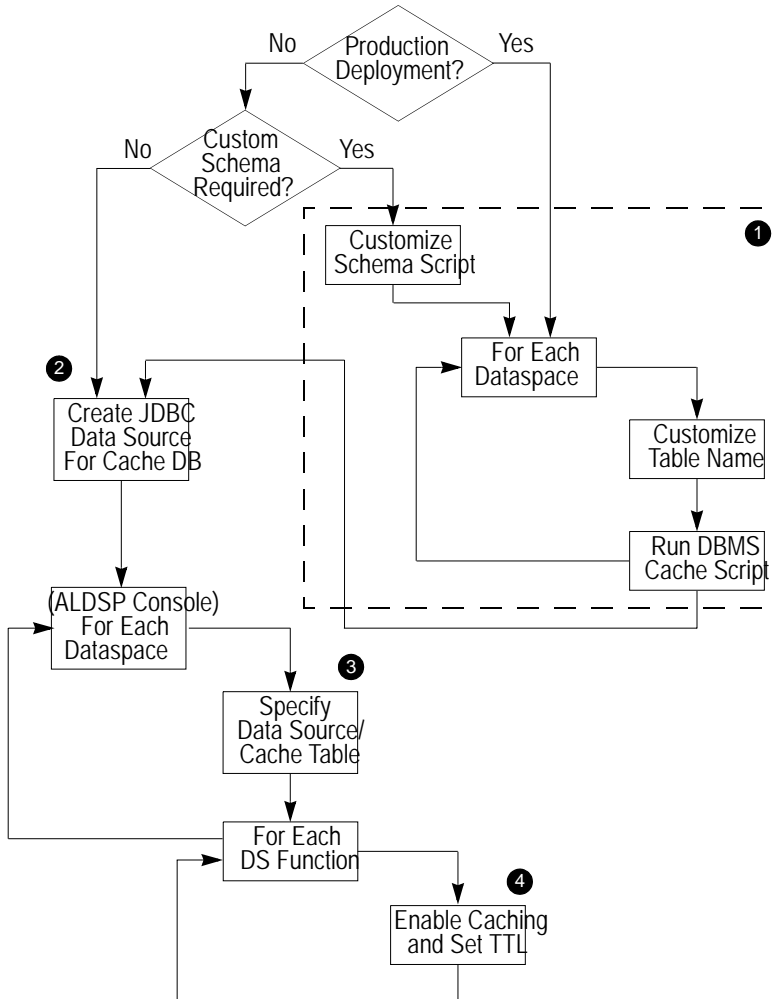 No
Production
Deployment?
Yes
No
Custom
Schema
Required?
Yes
1
Customize
Schema Script
For Each
Dataspace
2
Create JDBC
Data Source
For Cache DB
Customize
Table Name
Run DBMS
Cache Script
(ALDSP Console)
For Each
Dataspace
3
Specify
Data Source/
Cache Table
For Each
DS Function
4
Enable Caching
and Set TTL